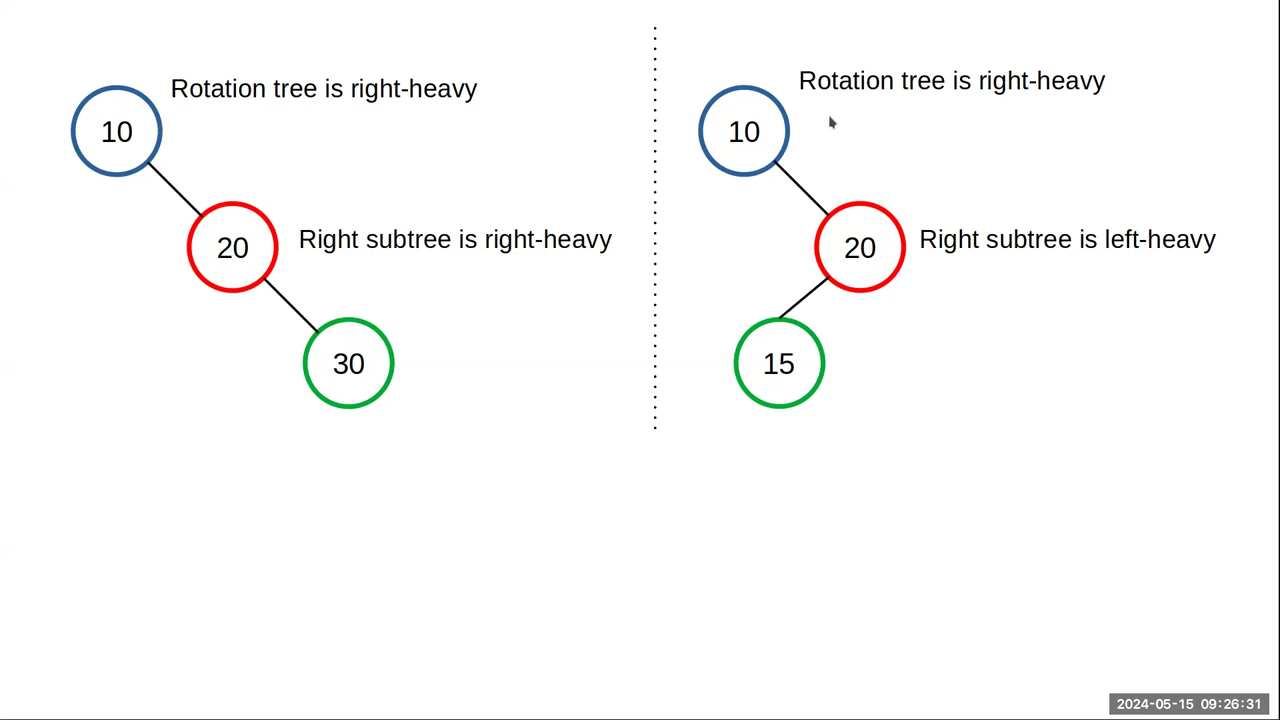 Rotation tree is right-heavy
10
20
Right subtree is right-heavy
30
Rotation tree is right-heavy
10
20
Right subtree is left-heavy
15
2024-05-15 09:26:31